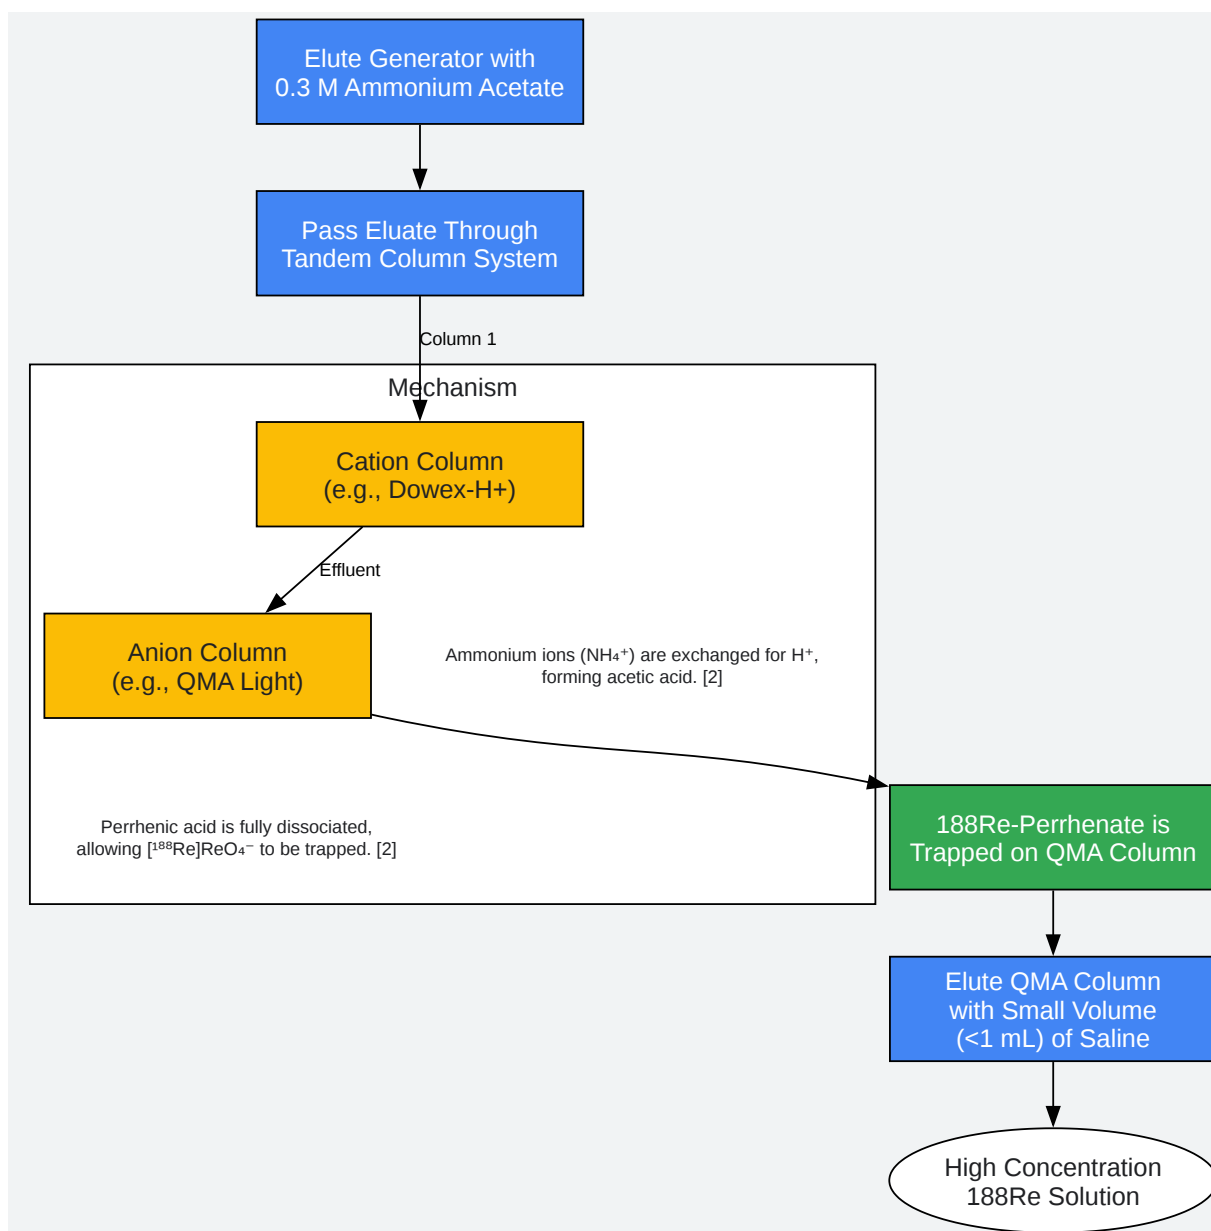 Elute Generator with
0.3 M Ammonium Acetate
Pass Eluate Through
Tandem Column System
Column 1
Mechanism
Cation Column
(e.g., Dowex-H+)
Effluent
Anion Column
(e.g., QMA Light)
Ammonium ions (NH₄⁺) are exchanged for H⁺,
forming acetic acid. [2]
Perrhenic acid is fully dissociated,
allowing [¹⁸⁸Re]ReO₄⁻ to be trapped. [2]
188Re-Perrhenate is
Trapped on QMA Column
Elute QMA Column
with Small Volume
(<1 mL) of Saline
High Concentration
188Re Solution